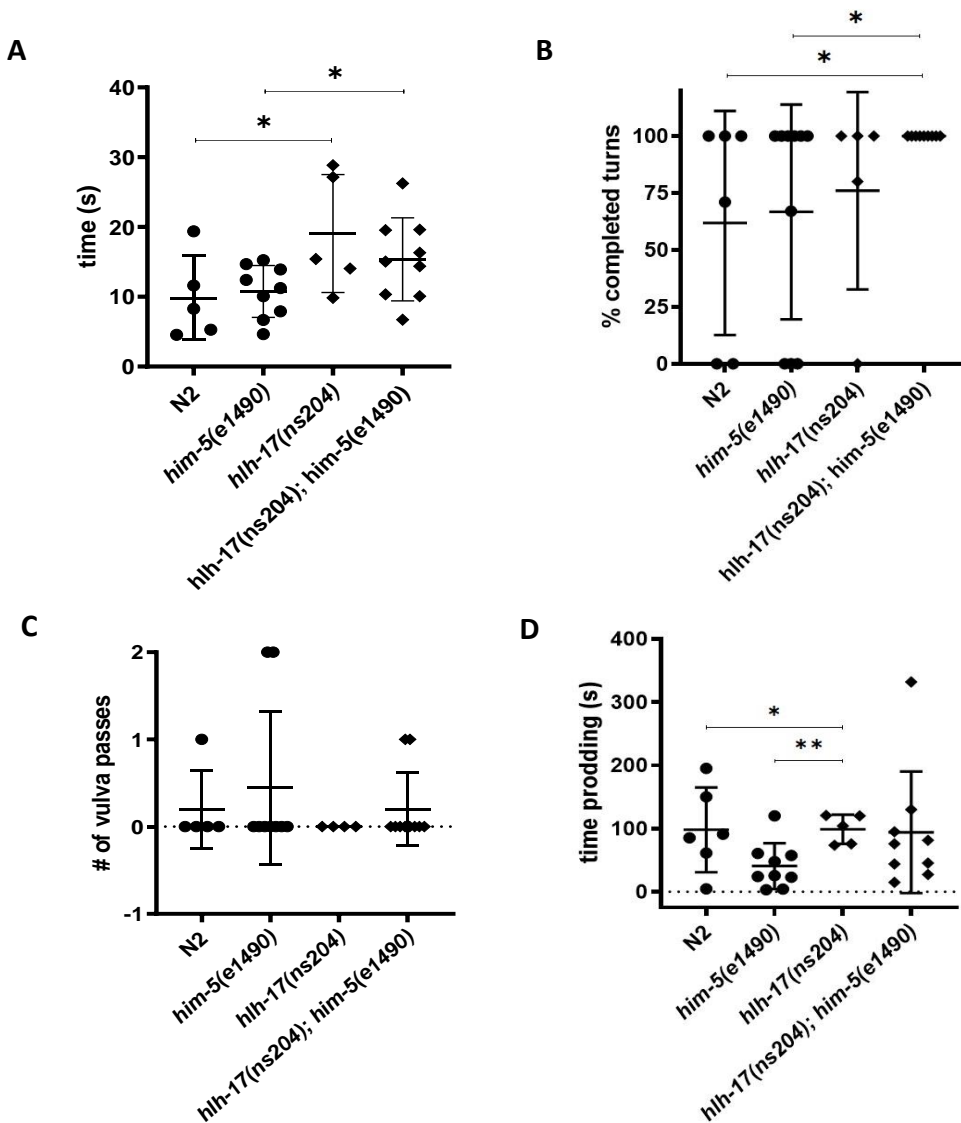 A
time (s)
40
30
20
10
0
*
*
N2
him-5(e1490)
hlh-17(ns204)
hlh-17(ns204); him-5(e1490)
B
% completed turns
100
75
50
25
0
*
*
N2
him-5(e1490)
hlh-17(ns204)
hlh-17(ns204); him-5(e1490)
C
# of vulva passes
2
1
0
-1
N2
him-5(e1490)
hlh-17(ns204)
hlh-17(ns204); him-5(e1490)
D
time prodding (s)
400
300
200
100
0
*
**
N2
him-5(e1490)
hlh-17(ns204)
hlh-17(ns204); him-5(e1490)